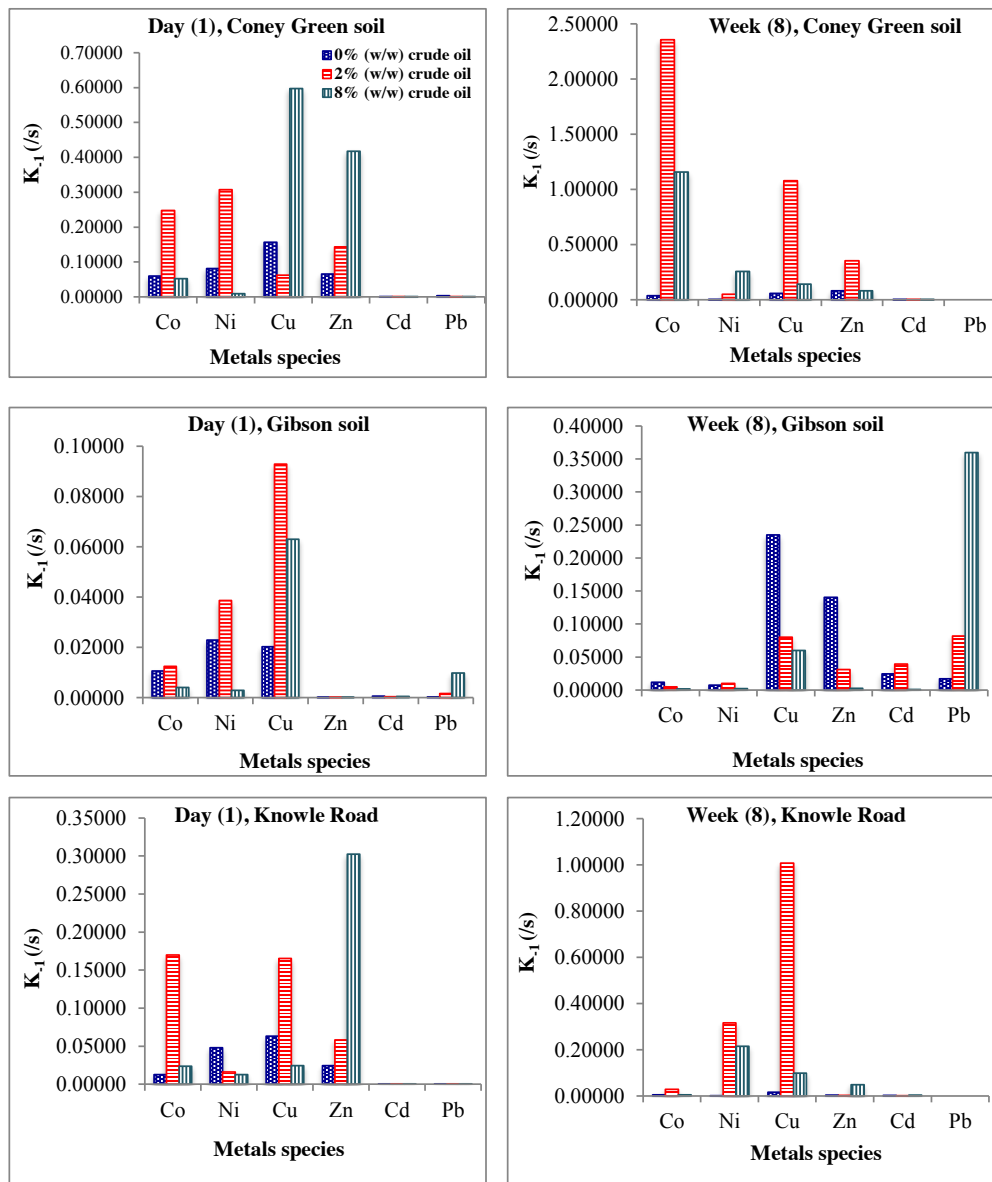 Day (1), Coney Green soil
0.70000
0.60000
0.50000
0.40000
0.30000
0.20000
0.10000
0.00000
K-1 (/s)
0% (w/w) crude oil
2% (w/w) crude oil
8% (w/w) crude oil
Co Ni Cu Zn Cd Pb
Metals species
Week (8), Coney Green soil
2.50000
2.00000
1.50000
1.00000
0.50000
0.00000
K-1 (/s)
Co Ni Cu Zn Cd Pb
Metals species
Day (1), Gibson soil
0.10000
0.08000
0.06000
0.04000
0.02000
0.00000
K-1 (/s)
Co Ni Cu Zn Cd Pb
Metals species
Week (8), Gibson soil
0.40000
0.35000
0.30000
0.25000
0.20000
0.15000
0.10000
0.05000
0.00000
K-1 (/s)
Co Ni Cu Zn Cd Pb
Metals species
Day (1), Knowle Road
0.35000
0.30000
0.25000
0.20000
0.15000
0.10000
0.05000
0.00000
K-1 (/s)
Co Ni Cu Zn Cd Pb
Metals species
Week (8), Knowle Road
1.20000
1.00000
0.80000
0.60000
0.40000
0.20000
0.00000
K-1 (/s)
Co Ni Cu Zn Cd Pb
Metals species